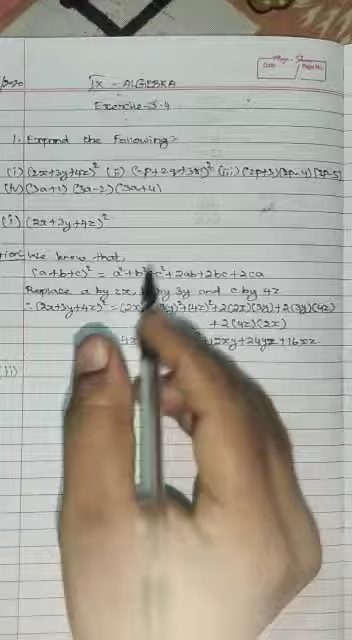 IX - ALGEBRA
Exercise-3.4
1. Expand the Following:-
(i) (2x+3y+4z)² (ii) (-p+2q+3r)² (iii) (2p+3)(2p-4)(2p-5)
(iv) (3a+1)(3a-2)(3a+4)
(i) (2x+3y+4z)²
We know that,
(a+b+c)² = a²+b²+c²+2ab+2bc+2ca
Replace a by 2x, by 3y and c by 4z
∴ (2x+3y+4z)² = (2x 3y)²+(4z)²+2(2x)(3y)+2(3y)(4z)
+2(4z)(2x)
+12xy+24yz+16xz.
ii)